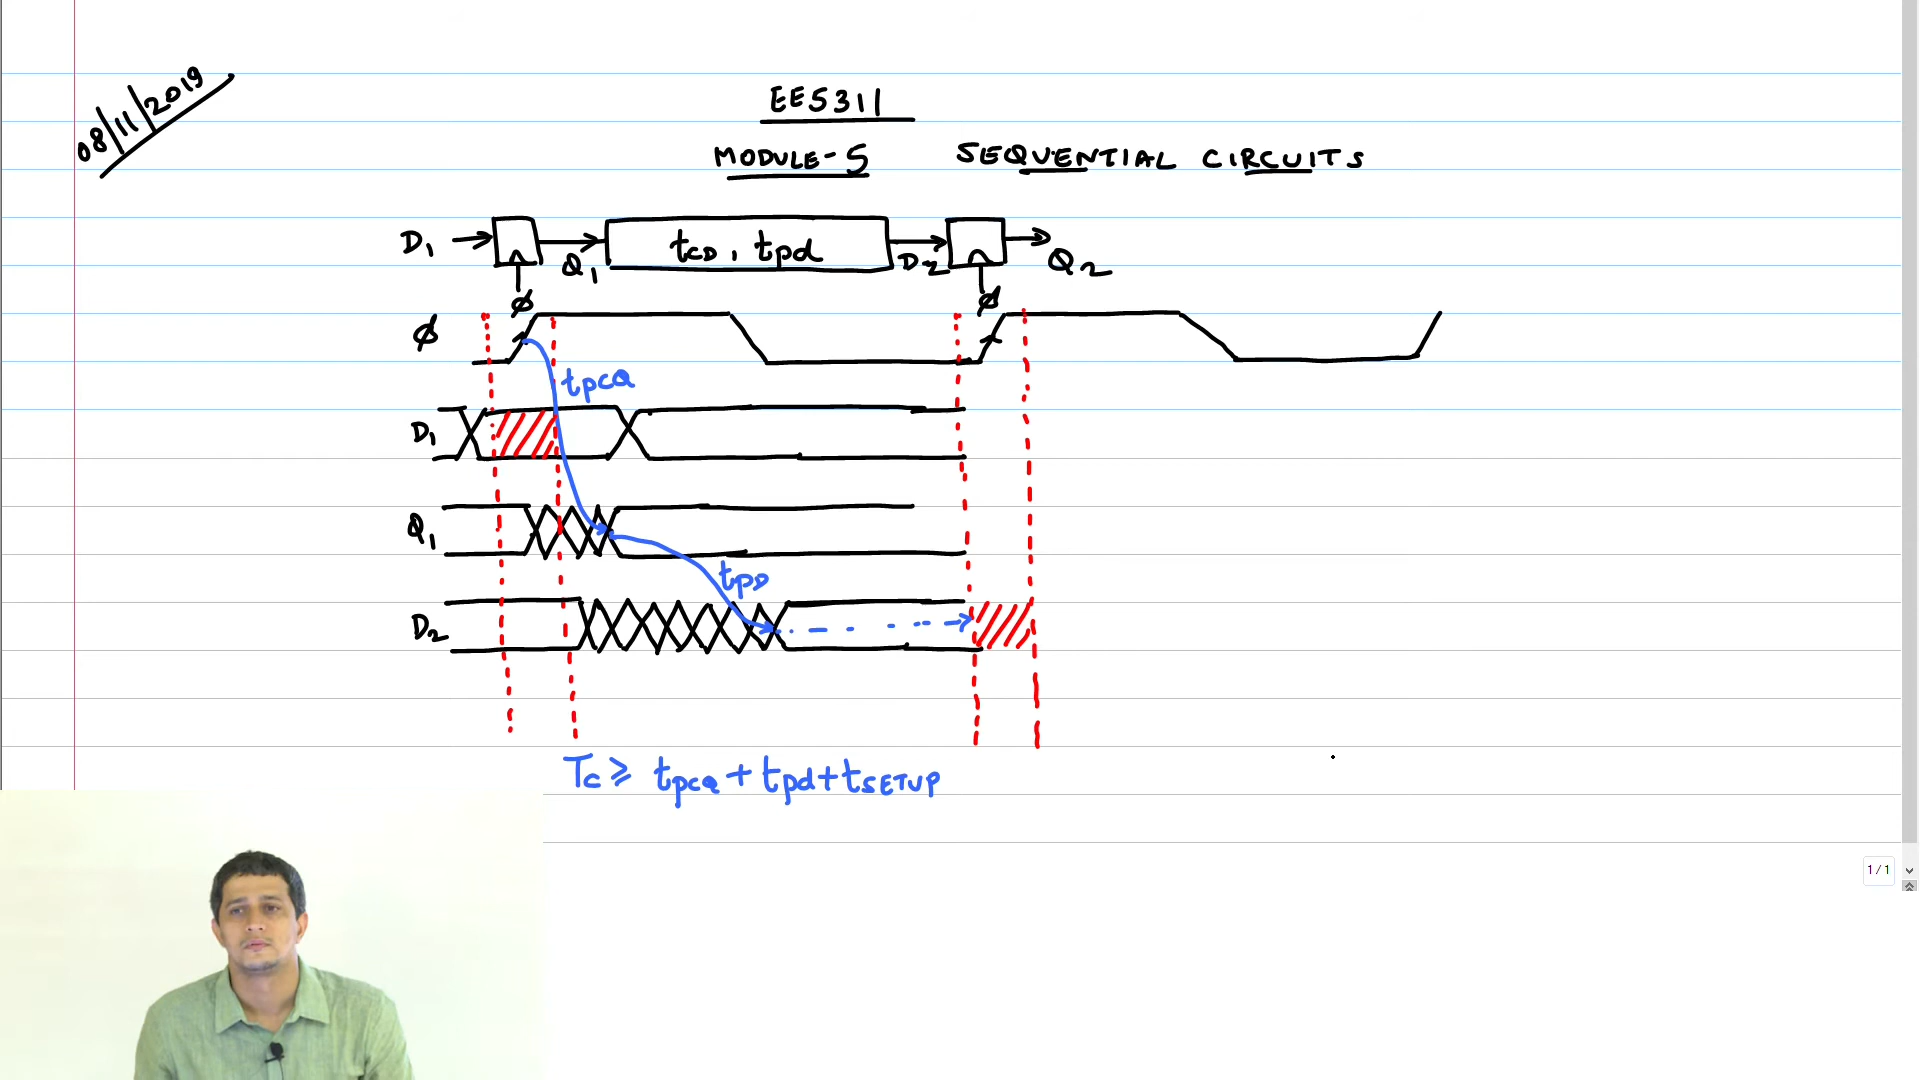 08/11/2019
EE5311
MODULE-5 SEQUENTIAL CIRCUITS
D1 Q1 tCD, tpd D2 Q2
ϕ ϕ
ϕ
tpcQ
D1
Q1
tPD
D2
Tc ⩾ tpcQ + tpd + tSETUP
1 / 1